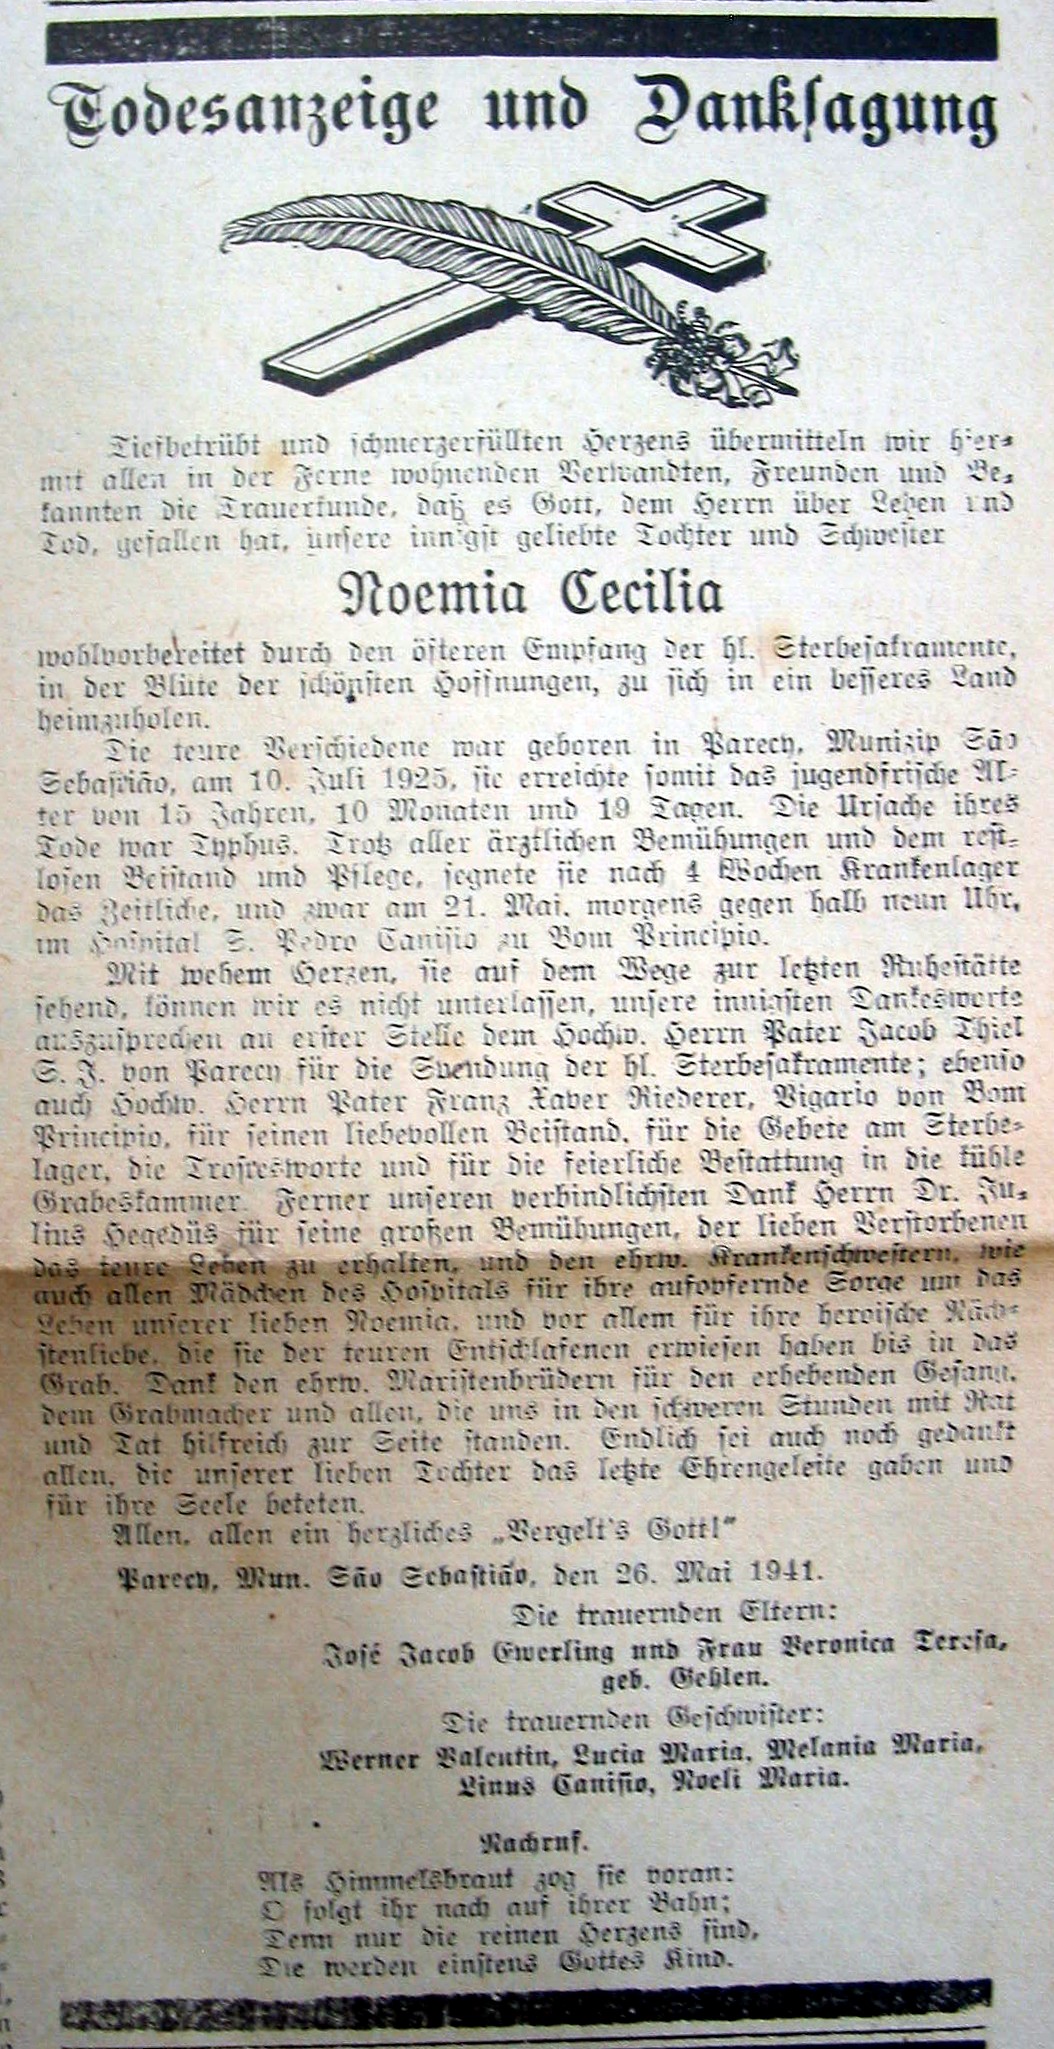 Todesanzeige und Danksagung
Tiefbetrübt und schmerzerfüllten Herzens übermitteln wir hier-
mit allen in der Ferne wohnenden Verwandten, Freunden und Be-
kannten die Trauerkunde, daß es Gott, dem Herrn über Leben und
Tod, gefallen hat, unsere innigst geliebte Tochter und Schwester
Noemia Cecilia
wohlvorbereitet durch den öfteren Empfang der hl. Sterbesakramente,
in der Blüte der schönsten Hoffnungen, zu sich in ein besseres Land
heimzuholen.
Die teure Verschiedene war geboren in Parecy, Munizip São
Sebastião, am 10. Juli 1925, sie erreichte somit das jugendfrische Al-
ter von 15 Jahren, 10 Monaten und 19 Tagen. Die Ursache ihres
Tode war Typhus. Trotz aller ärztlichen Bemühungen und dem rest-
losen Beistand und Pflege, segnete sie nach 4 Wochen Krankenlager
das Zeitliche, und zwar am 21. Mai, morgens gegen halb neun Uhr,
im Hospital S. Pedro Canisio zu Bom Principio.
Mit wehem Herzen, sie auf dem Wege zur letzten Ruhestätte
sehend, können wir es nicht unterlassen, unsere innigsten Dankesworte
auszusprechen an erster Stelle dem Hochw. Herrn Pater Jacob Thiel
S. J. von Parecy für die Spendung der hl. Sterbesakramente; ebenso
auch Hochw. Herrn Pater Franz Xaver Riederer, Vigario von Bom
Principio, für seinen liebevollen Beistand, für die Gebete am Sterbe-
lager, die Trostesworte und für die feierliche Bestattung in die kühle
Grabeskammer. Ferner unseren verbindlichsten Dank Herrn Dr. Ju-
lius Hegedüs für seine großen Bemühungen, der lieben Verstorbenen
das teure Leben zu erhalten, und den ehrw. Krankenschwestern, wie
auch allen Mädchen des Hospitals für ihre aufopfernde Sorge um das
Leben unserer lieben Noemia, und vor allem für ihre heroische Näch-
stenliebe, die sie der teuren Entschlafenen erwiesen haben bis in das
Grab. Dank den ehrw. Maristenbrüdern für den erhebenden Gesang,
dem Grabmacher und allen, die uns in den schweren Stunden mit Rat
und Tat hilfreich zur Seite standen. Endlich sei auch noch gedankt
allen, die unserer lieben Tochter das letzte Ehrengeleite gaben und
für ihre Seele beteten.
Allen, allen ein herzliches „Vergelt's Gott!"
Parecy, Mun. São Sebastião, den 26. Mai 1941.
Die trauernden Eltern:
José Jacob Ewerling und Frau Veronica Teresa,
geb. Gehlen.
Die trauernden Geschwister:
Werner Valentin, Lucia Maria, Melania Maria,
Linus Canisio, Noeli Maria.
Nachruf.
Als Himmelsbraut zog sie voran:
O folgt ihr nach auf ihrer Bahn;
Denn nur die reinen Herzens sind,
Die werden einstens Gottes Kind.